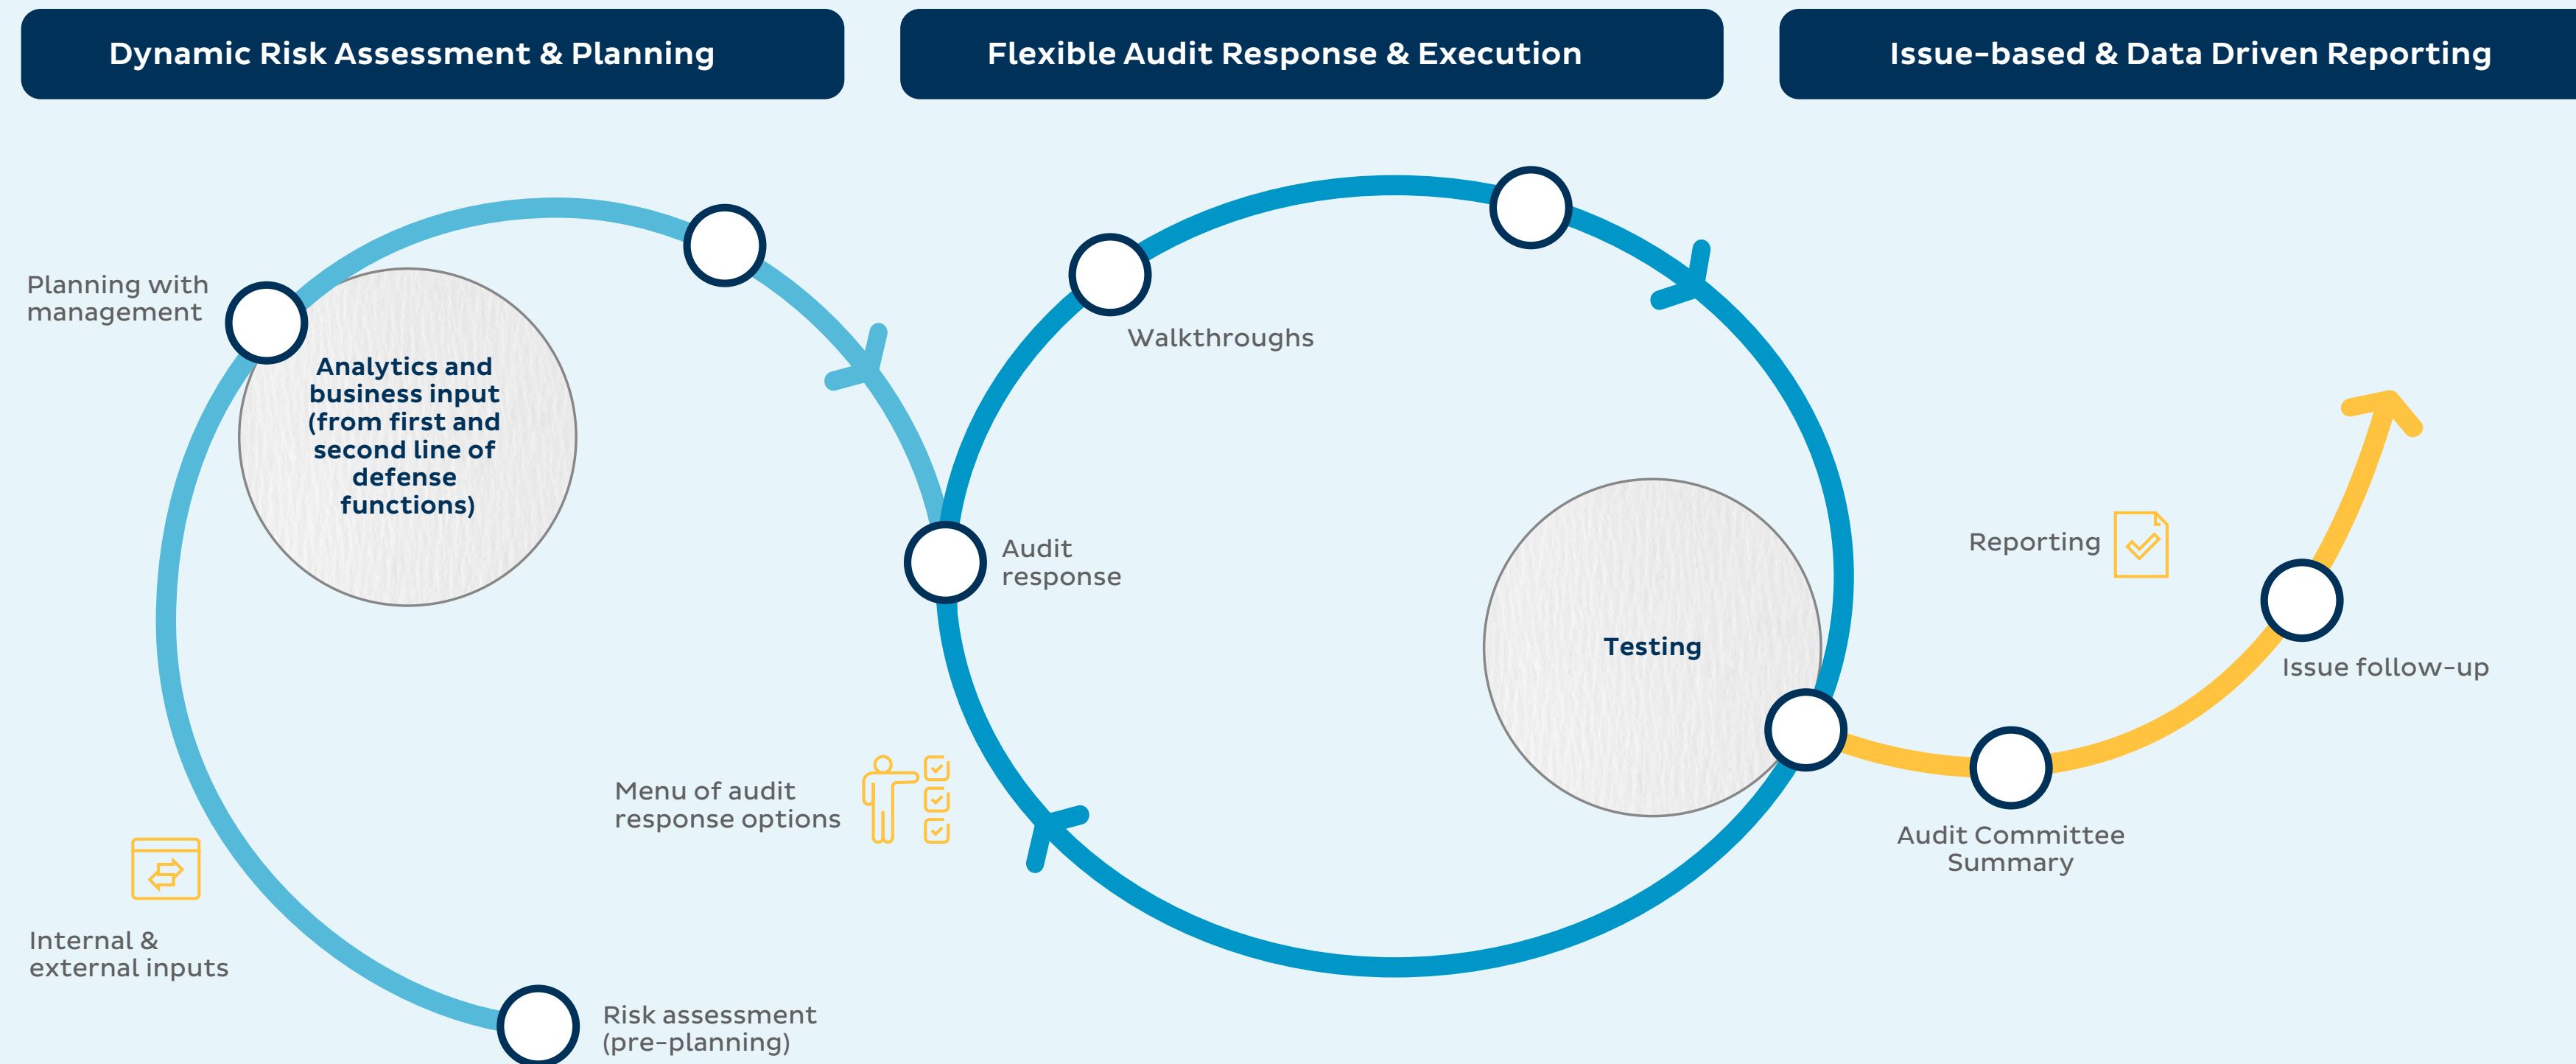 Dynamic Risk Assessment & Planning
Flexible Audit Response & Execution
Issue-based & Data Driven Reporting
Planning with
management
Analytics and
business input
(from first and
second line of
defense
functions)
Internal &
external inputs
Risk assessment
(pre-planning)
Walkthroughs
Audit
response
Menu of audit
response options
Testing
Reporting
Issue follow-up
Audit Committee
Summary